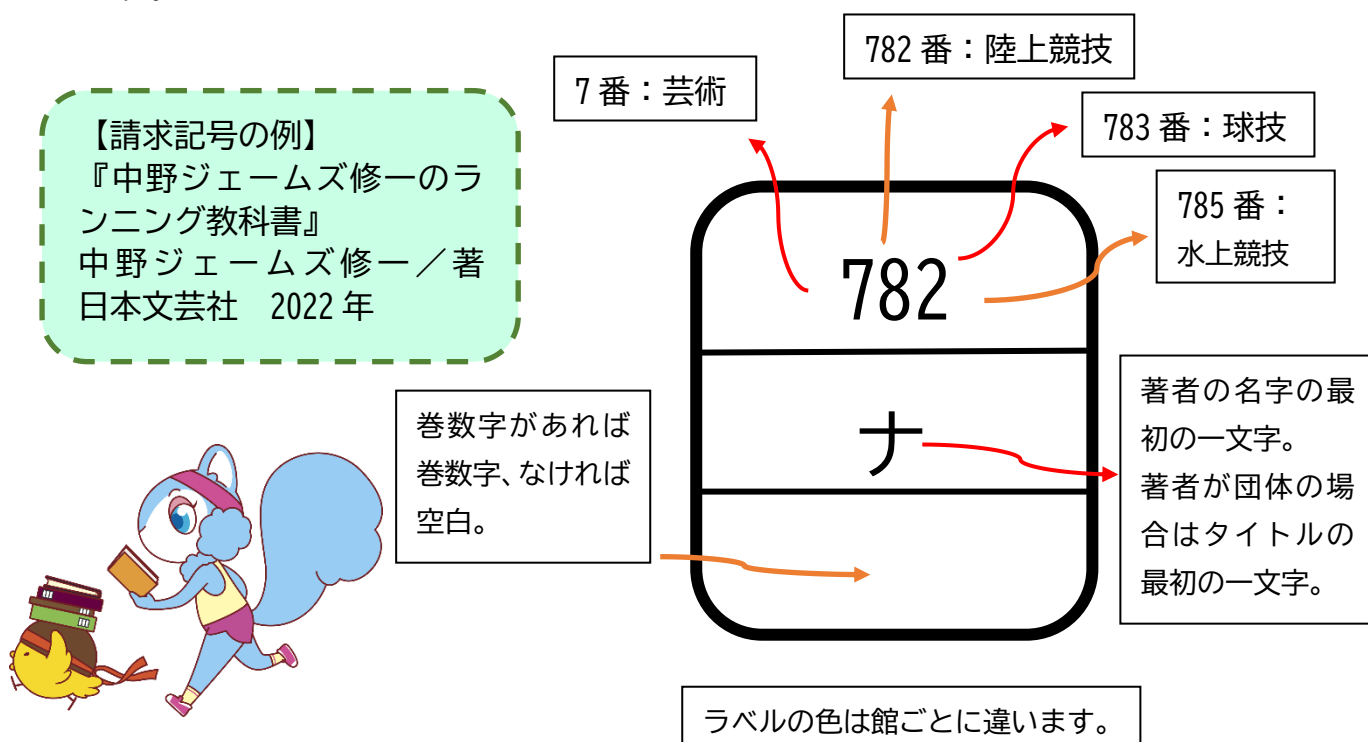 782 番：陸上競技
7 番：芸術
783 番：球技
【請求記号の例】
『中野ジェームズ修一のラ
ンニング教科書』
中野ジェームズ修一／著
日本文芸社　2022 年
785 番：
水上競技
782
巻数字があれば
巻数字、なければ
空白。
ナ
著者の名字の最
初の一文字。
著者が団体の場
合はタイトルの
最初の一文字。
ラベルの色は館ごとに違います。